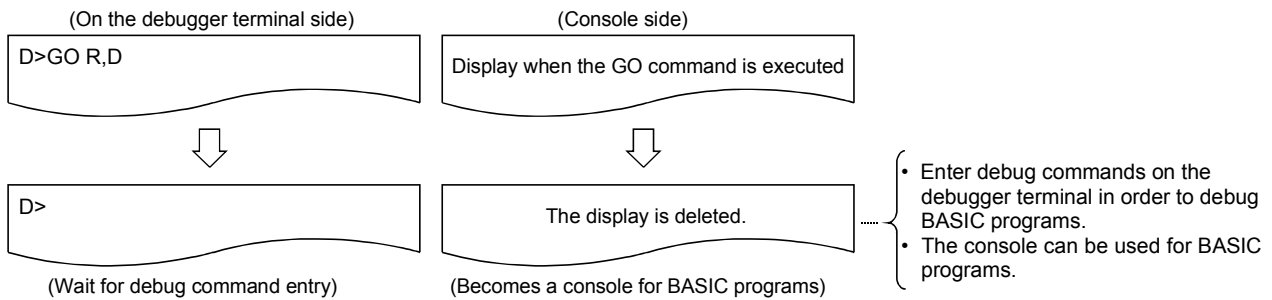 (On the debugger terminal side)
(Console side)
D>GO R,D
Display when the GO command is executed
D>
The display is deleted.
(Wait for debug command entry)
(Becomes a console for BASIC programs)
• Enter debug commands on the
debugger terminal in order to debug
BASIC programs.
• The console can be used for BASIC
programs.